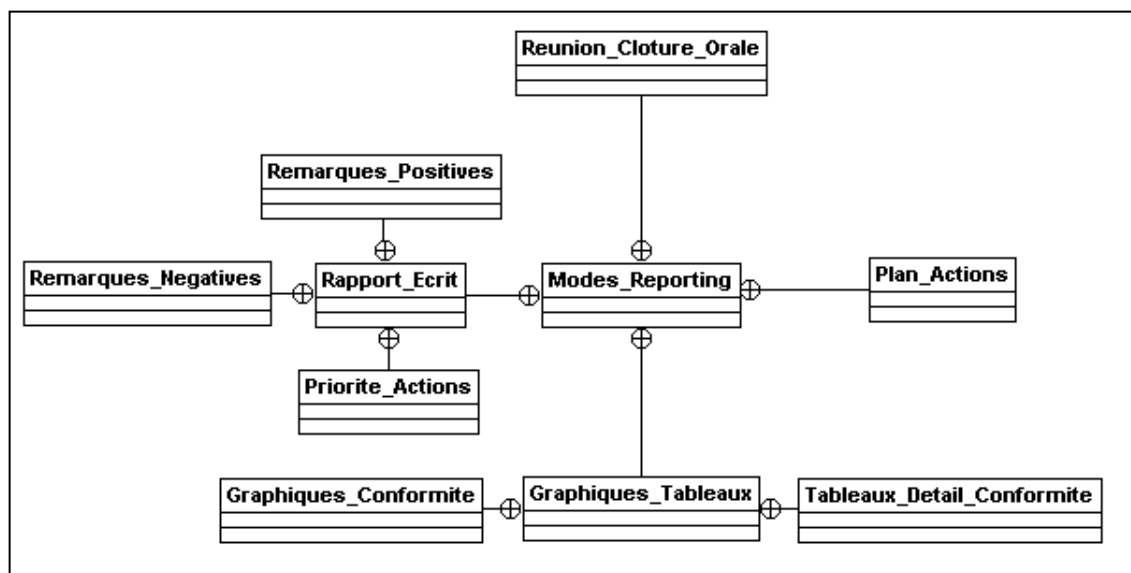 Reunion_Cloture_Orale
Remarques_Positives
Remarques_Negatives
Rapport_Ecrit
Modes_Reporting
Plan_Actions
Priorite_Actions
Graphiques_Conformite
Graphiques_Tableaux
Tableaux_Detail_Conformite